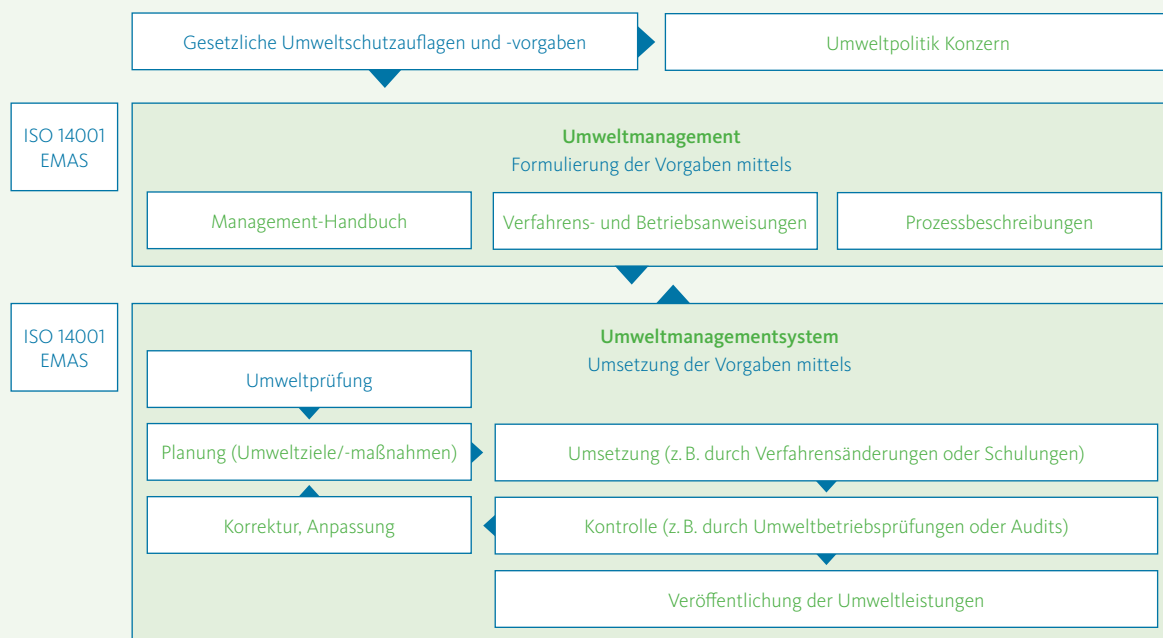 Gesetzliche Umweltschutzauflagen und -vorgaben
Umweltpolitik Konzern
ISO 14001
EMAS
Umweltmanagement
Formulierung der Vorgaben mittels
Management-Handbuch
Verfahrens- und Betriebsanweisungen
Prozessbeschreibungen
ISO 14001
EMAS
Umweltmanagementsystem
Umsetzung der Vorgaben mittels
Umweltprüfung
Planung (Umweltziele/-maßnahmen)
Umsetzung (z. B. durch Verfahrensänderungen oder Schulungen)
Korrektur, Anpassung
Kontrolle (z. B. durch Umweltbetriebsprüfungen oder Audits)
Veröffentlichung der Umweltleistungen